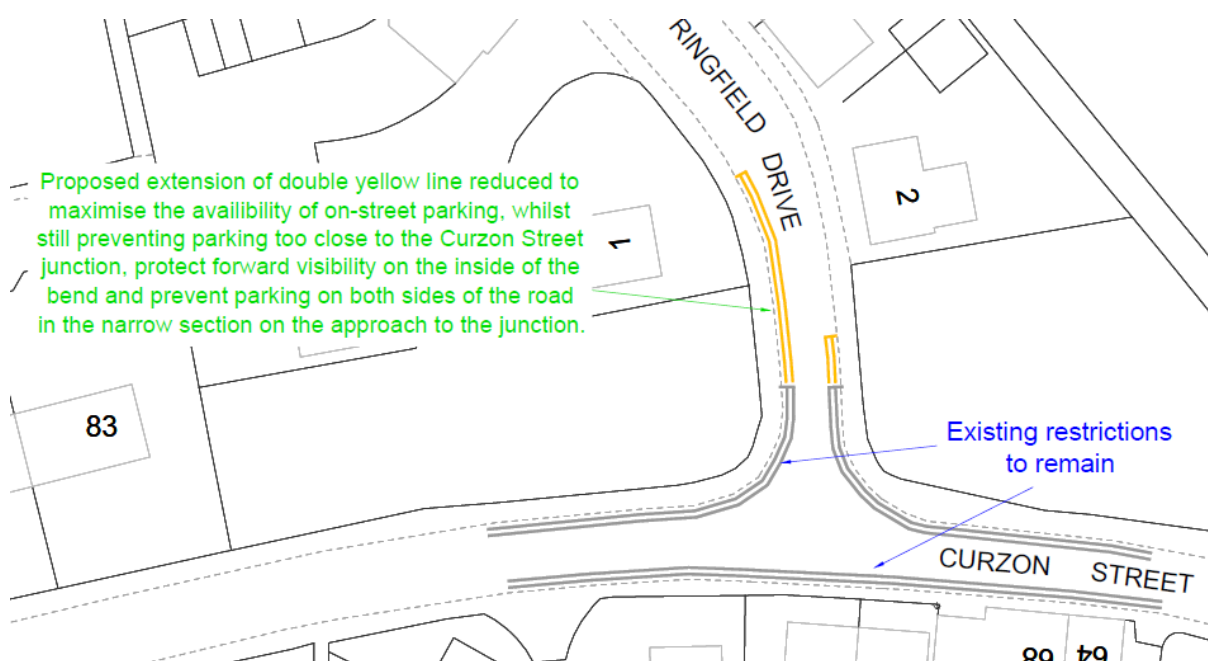 RINGFIELD DRIVE
2
Proposed extension of double yellow line reduced to
maximise the availibility of on-street parking, whilst
still preventing parking too close to the Curzon Street
junction, protect forward visibility on the inside of the
bend and prevent parking on both sides of the road
in the narrow section on the approach to the junction.
1
83
Existing restrictions
to remain
CURZON STREET
68
64